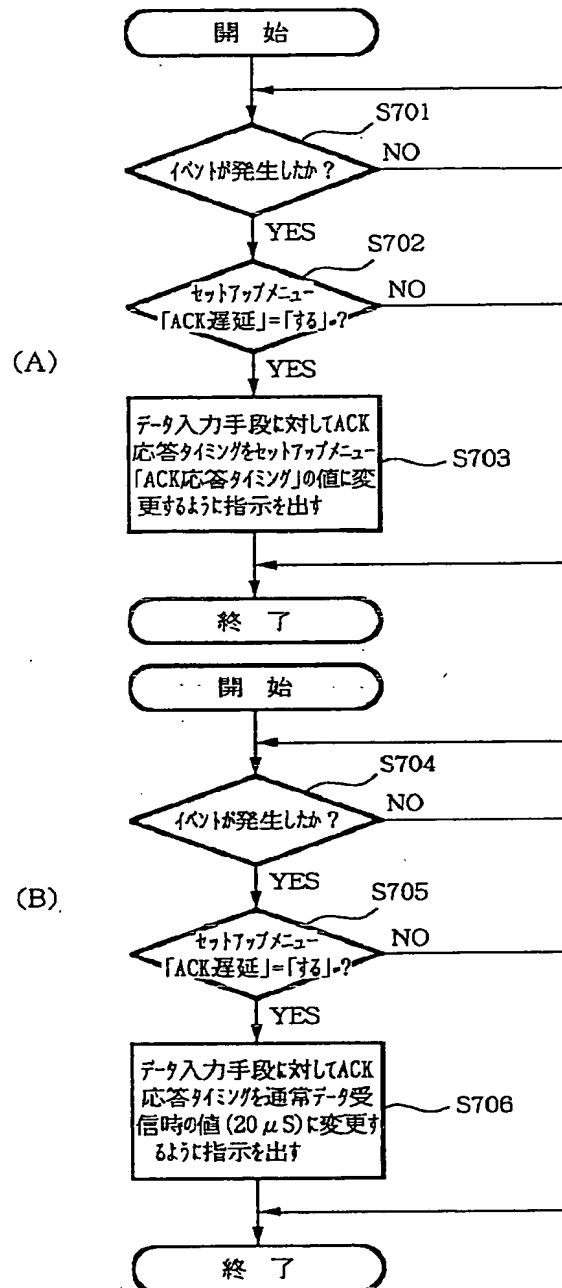 開始
S701
イベントが発生したか?
NO
YES
S702
セットアップメニュー
「ACK遅延」=「する」?
NO
YES
(A)
データ入力手段に対してACK
応答タイミングをセットアップメニュー
「ACK応答タイミング」の値に変
更するように指示を出す
S703
終了
開始
S704
イベントが発生したか?
NO
YES
S705
(B)
セットアップメニュー
「ACK遅延」=「する」?
NO
YES
データ入力手段に対してACK
応答タイミングを通常データ受
信時の値(20μS)に変更す
るように指示を出す
S706
終了